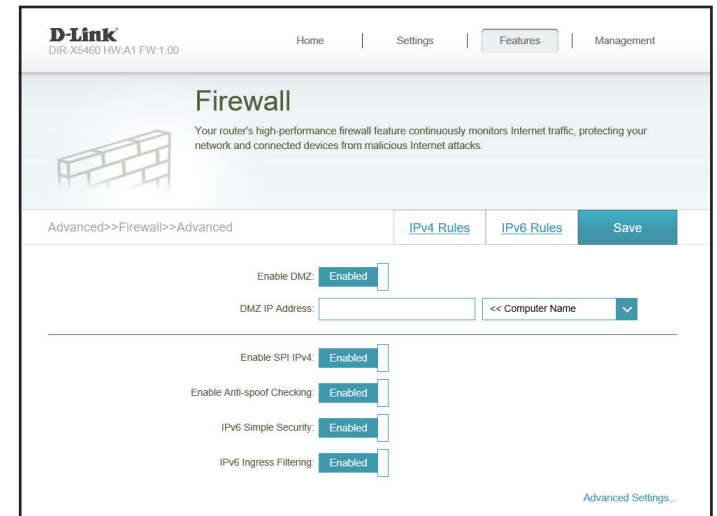 D-Link
DIR-X5460 HW:A1 FW:1.00
Home | Settings | Features | Management
Firewall
Your router's high-performance firewall feature continuously monitors Internet traffic, protecting your
network and connected devices from malicious Internet attacks.
Advanced>>Firewall>>Advanced
IPv4 Rules
IPv6 Rules
Save
Enable DMZ: Enabled
DMZ IP Address: << Computer Name
Enable SPI IPv4: Enabled
Enable Anti-spoof Checking: Enabled
IPv6 Simple Security: Enabled
IPv6 Ingress Filtering: Enabled
Advanced Settings...